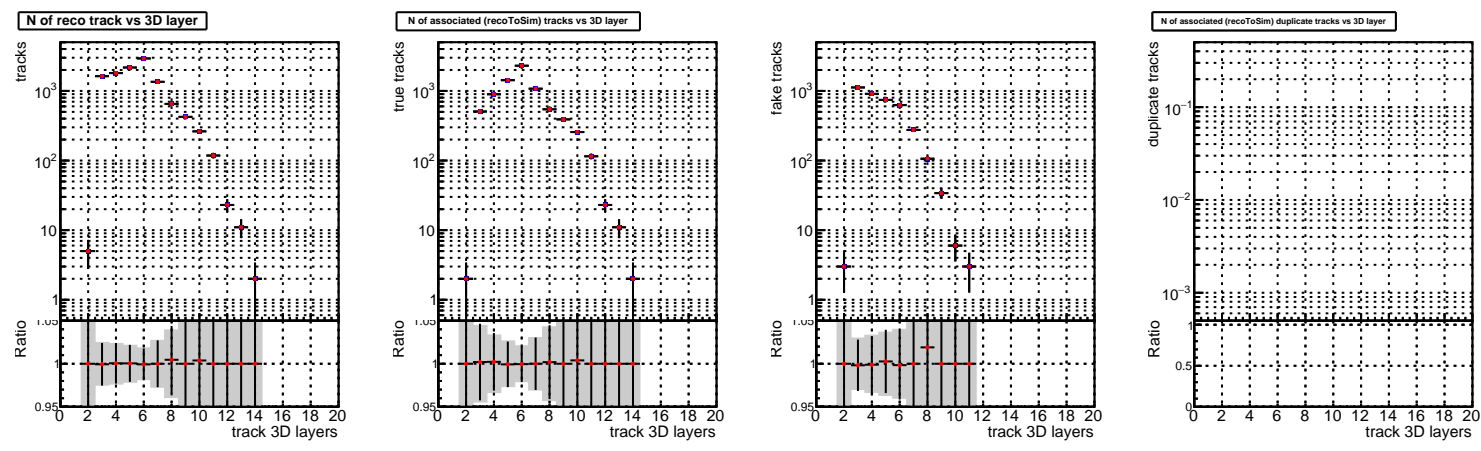 N of reco track vs 3D layer
tracks
10³
10²
10
1
Ratio
1.05
1
0.95
0 2 4 6 8 10 12 14 16 18 20
track 3D layers
N of associated (recoToSim) tracks vs 3D layer
true tracks
10³
10²
10
1
Ratio
1.05
1
0.95
0 2 4 6 8 10 12 14 16 18 20
track 3D layers
fake tracks
10³
10²
10
1
Ratio
1.05
1
0.95
0 2 4 6 8 10 12 14 16 18 20
track 3D layers
N of associated (recoToSim) duplicate tracks vs 3D layer
duplicate tracks
10⁻¹
10⁻²
10⁻³
Ratio
1
0.5
0
0 2 4 6 8 10 12 14 16 18 20
track 3D layers